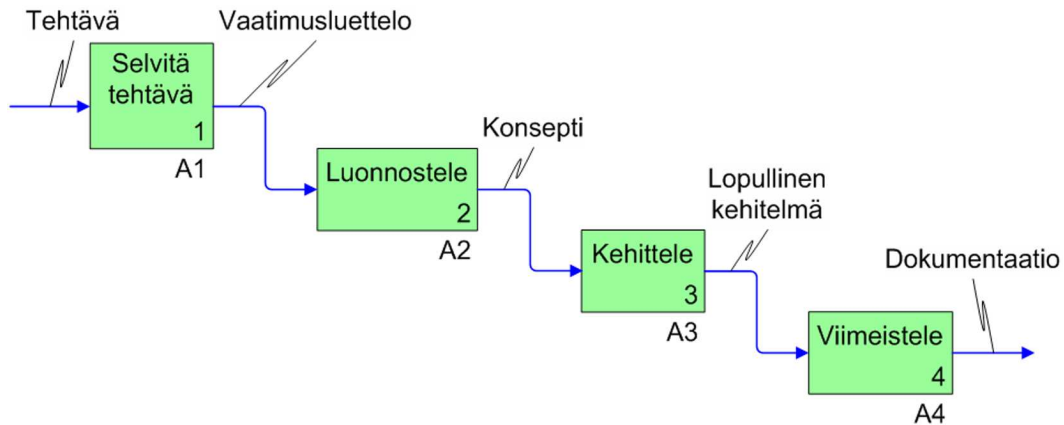 Tehtävä
Vaatimusluettelo
Selvitä
tehtävä
1
A1
Konsepti
Luonnostele
2
A2
Lopullinen
kehitelmä
Kehittele
3
A3
Dokumentaatio
Viimeistele
4
A4